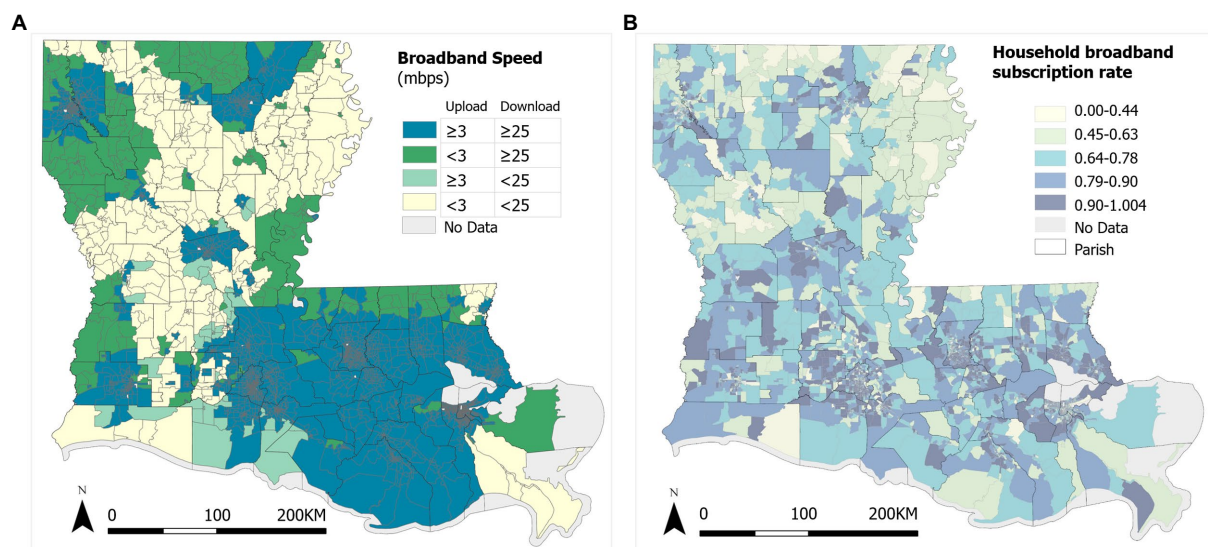 A
Broadband Speed
(mbps)
Upload Download
≥3 ≥25
<3 ≥25
≥3 <25
<3 <25
No Data
N
0 100 200KM
B
Household broadband
subscription rate
0.00-0.44
0.45-0.63
0.64-0.78
0.79-0.90
0.90-1.004
No Data
Parish
N
0 100 200KM